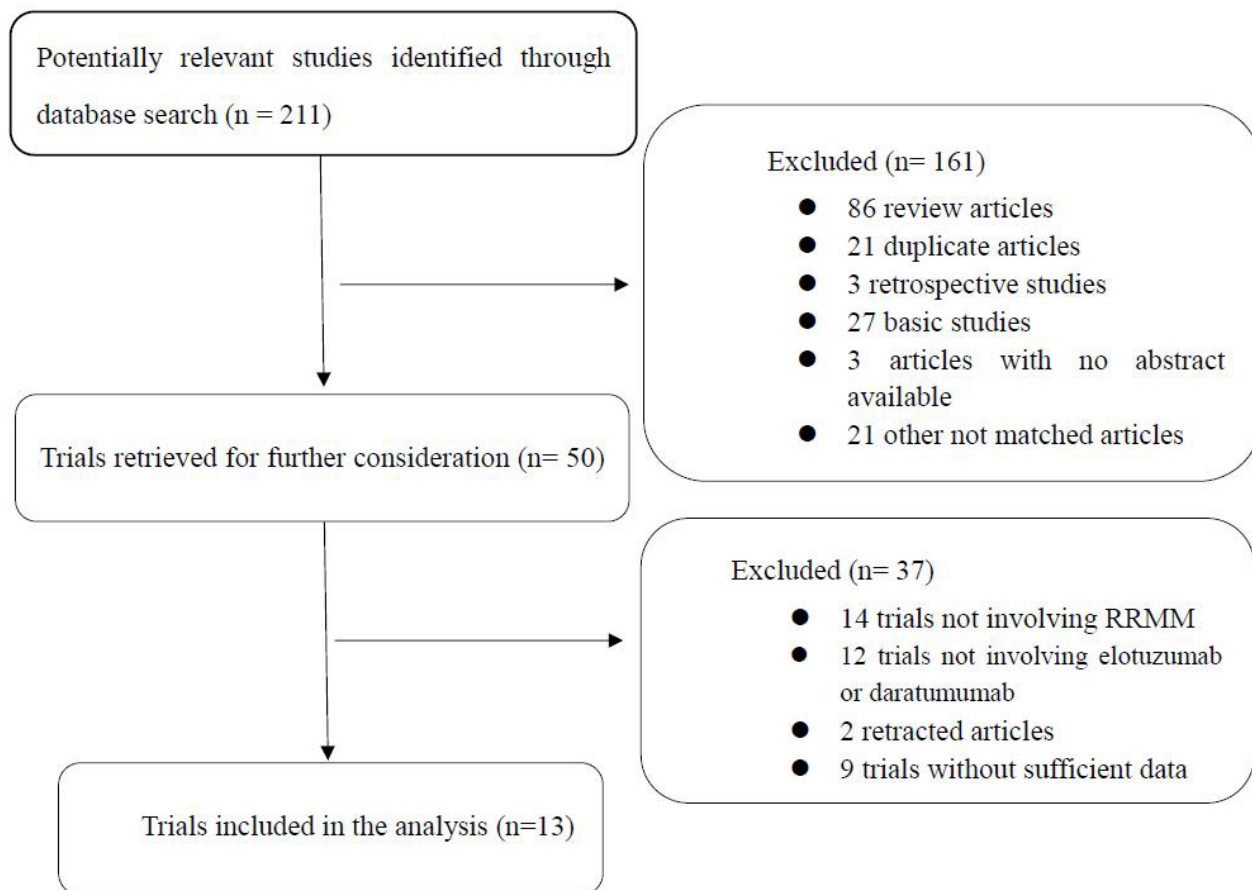 Potentially relevant studies identified through
database search (n = 211)
Excluded (n= 161)
● 86 review articles
● 21 duplicate articles
● 3 retrospective studies
● 27 basic studies
● 3 articles with no abstract
available
● 21 other not matched articles
Trials retrieved for further consideration (n= 50)
Excluded (n= 37)
● 14 trials not involving RRMM
● 12 trials not involving elotuzumab
or daratumumab
● 2 retracted articles
● 9 trials without sufficient data
Trials included in the analysis (n=13)